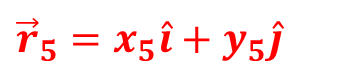 r⃗₅ = x₅î + y₅ĵ